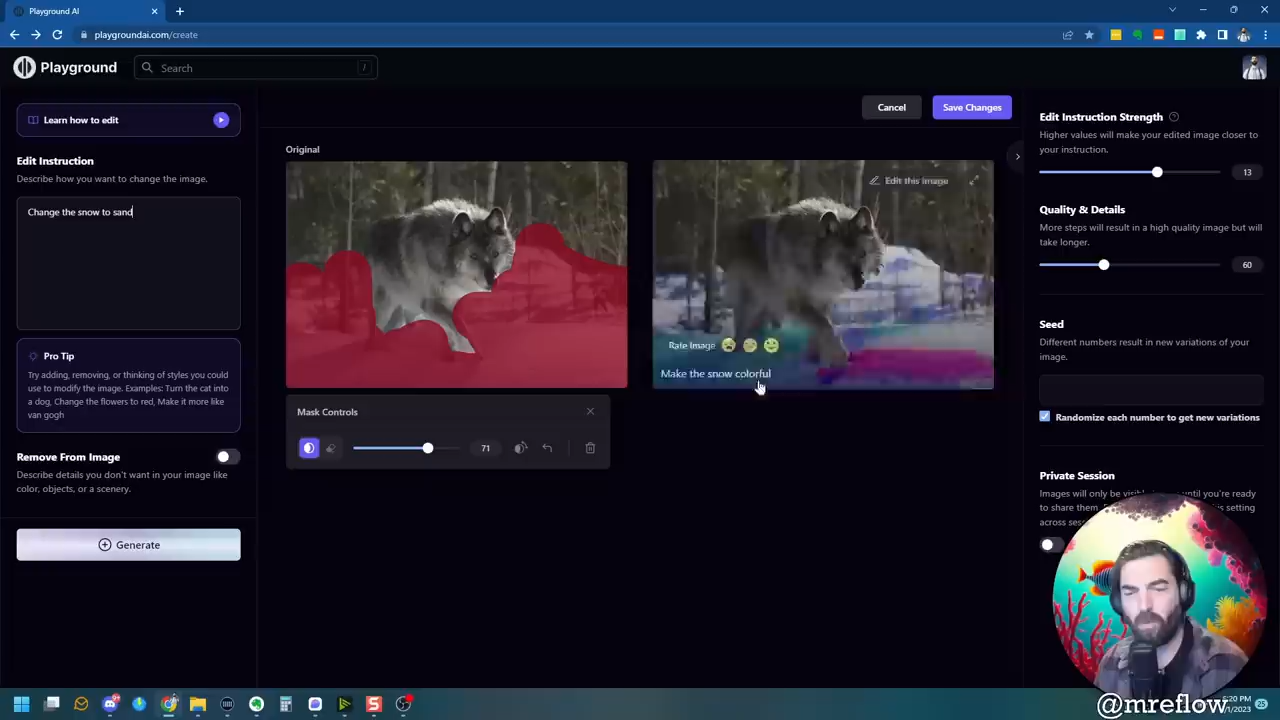 Playground AI
playgroundai.com/create
Playground
Search
/
Learn how to edit
Edit Instruction
Describe how you want to change the image.
Change the snow to sand
Pro Tip
Try adding, removing, or thinking of styles you could
use to modify the image. Examples: Turn the cat into
a dog, Change the flowers to red, Make it more like
van gogh
Remove From Image
Describe details you don't want in your image like
color, objects, or a scenery.
Generate
Cancel
Save Changes
Original
Edit this image
Rate Image
Make the snow colorful
Mask Controls
71
Edit Instruction Strength
Higher values will make your edited image closer to
your instruction.
13
Quality & Details
More steps will result in a high quality image but will
take longer.
60
Seed
Different numbers result in new variations of your
image.
Randomize each number to get new variations
Private Session
Images will only be until you're ready
to share them. setting
across
@mreflow